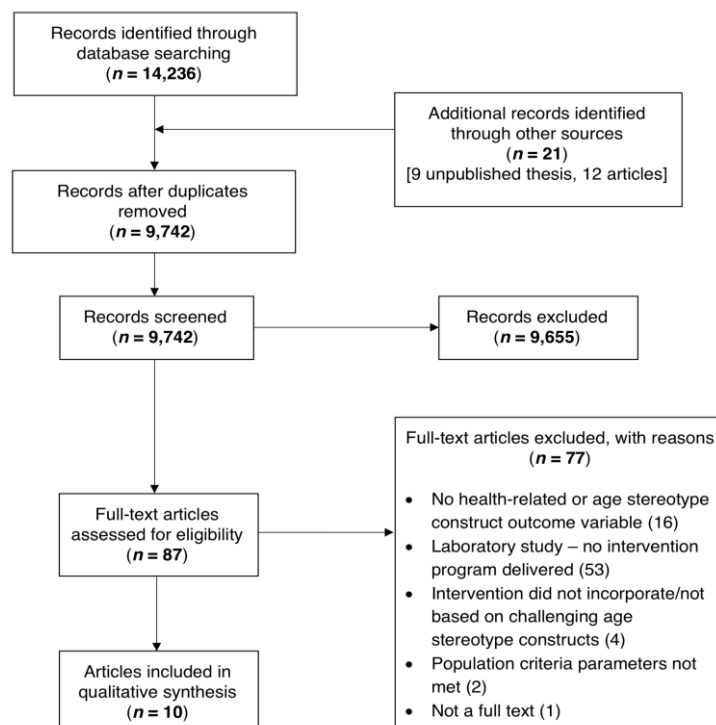 Records identified through
database searching
(n = 14,236)
Additional records identified
through other sources
(n = 21)
[9 unpublished thesis, 12 articles]
Records after duplicates
removed
(n = 9,742)
Records screened
(n = 9,742)
Records excluded
(n = 9,655)
Full-text articles excluded, with reasons
(n = 77)
• No health-related or age stereotype
construct outcome variable (16)
• Laboratory study – no intervention
program delivered (53)
• Intervention did not incorporate/not
based on challenging age
stereotype constructs (4)
• Population criteria parameters not
met (2)
• Not a full text (1)
Full-text articles
assessed for eligibility
(n = 87)
Articles included in
qualitative synthesis
(n = 10)